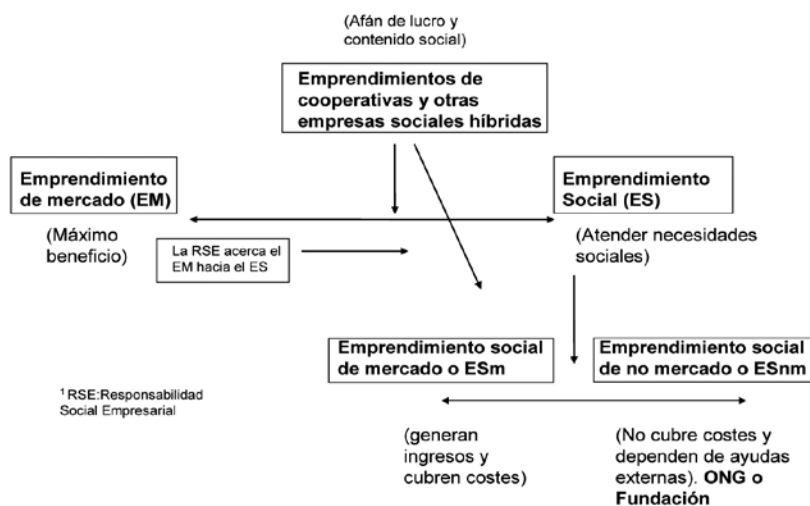 (Afán de lucro y
contenido social)
Emprendimientos de
cooperativas y otras
empresas sociales híbridas
Emprendimiento
de mercado (EM)
Emprendimiento
Social (ES)
(Máximo
beneficio)
La RSE acerca el
EM hacia el ES
(Atender necesidades
sociales)
Emprendimiento social
de mercado o ESm
Emprendimiento social
de no mercado o ESnm
¹ RSE:Responsabilidad
Social Empresarial
(generan
ingresos y
cubren costes)
(No cubre costes y
dependen de ayudas
externas). ONG o
Fundación